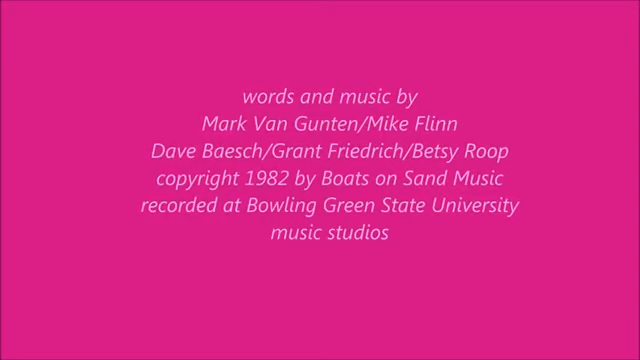 words and music by
Mark Van Gunten/Mike Flinn
Dave Baesch/Grant Friedrich/Betsy Roop
copyright 1982 by Boats on Sand Music
recorded at Bowling Green State University
music studios